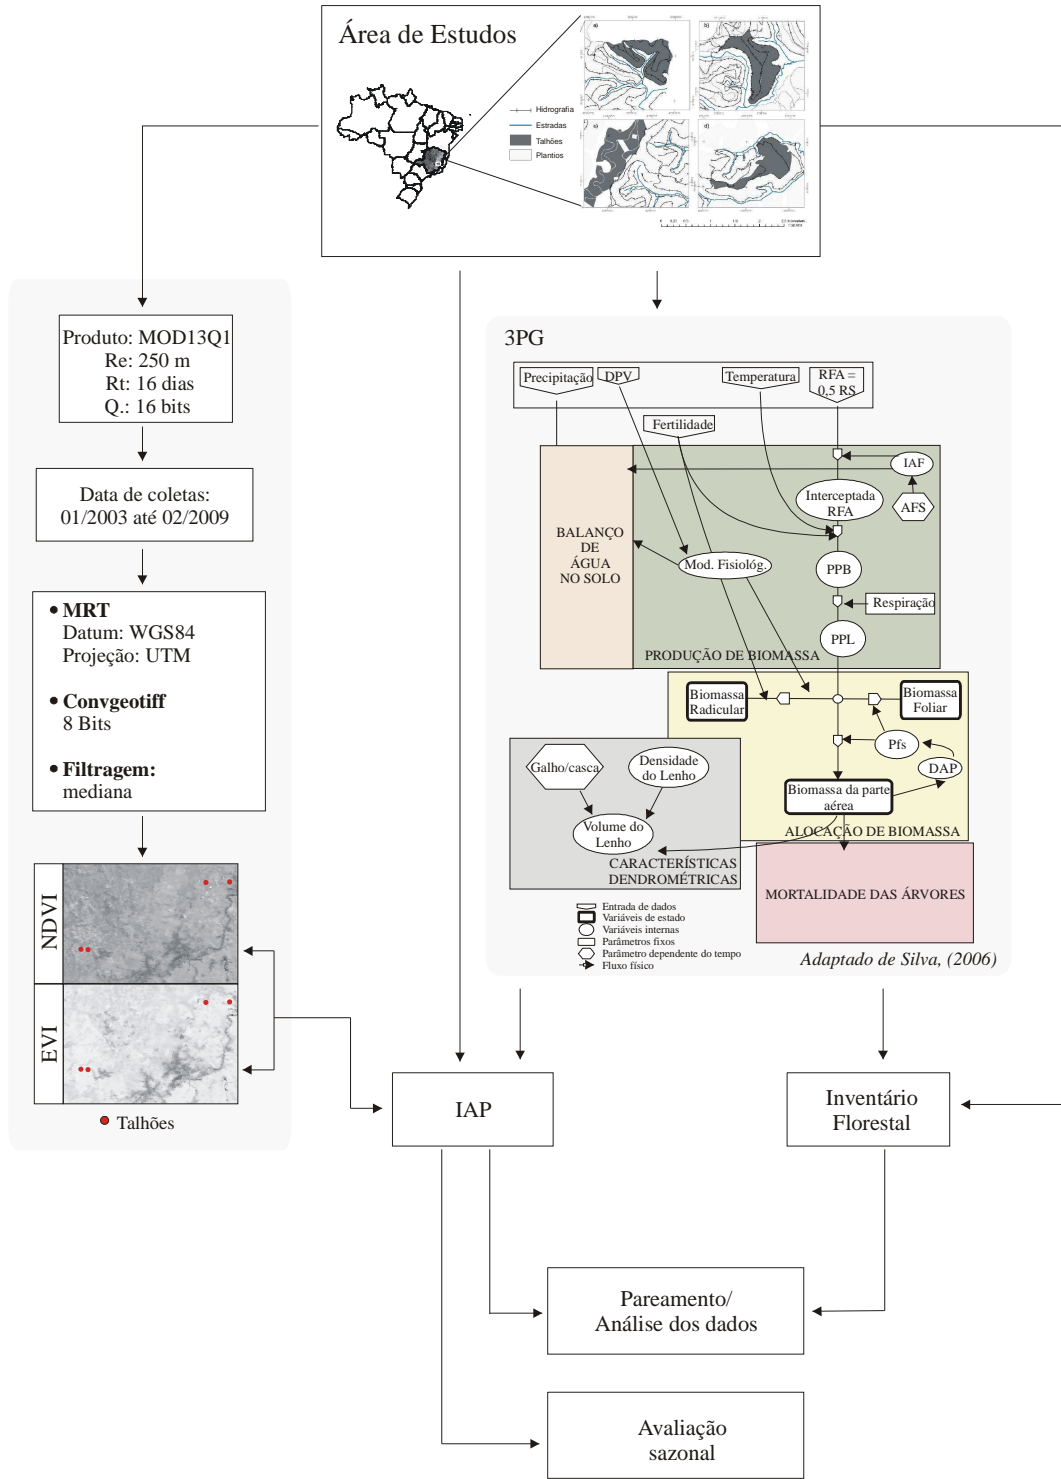 Área de Estudos
a)
b)
c)
d)
Hidrografia
Estradas
Talhões
Plantios
Produto: MOD13Q1
Re: 250 m
Rt: 16 dias
Q.: 16 bits
Data de coletas:
01/2003 até 02/2009
MRT
Datum: WGS84
Projeção: UTM
Convgeotiff
8 Bits
Filtragem:
mediana
NDVI
EVI
Talhões
3PG
Precipitação
DPV
Temperatura
RFA =
0,5 RS
Fertilidade
IAF
AFS
Interceptada
RFA
BALANÇO
DE
ÁGUA
NO SOLO
Mod. Fisiológ.
PPB
Respiração
PPL
PRODUÇÃO DE BIOMASSA
Biomassa
Radicular
Biomassa
Foliar
Pfs
DAP
Biomassa da parte
aérea
ALOCAÇÃO DE BIOMASSA
Galho/casca
Densidade
do Lenho
Volume do
Lenho
CARACTERÍSTICAS
DENDROMÉTRICAS
MORTALIDADE DAS ÁRVORES
Entrada de dados
Variáveis de estado
Variáveis internas
Parâmetros fixos
Parâmetro dependente do tempo
Fluxo físico
Adaptado de Silva, (2006)
IAP
Inventário
Florestal
Pareamento/
Análise dos dados
Avaliação
sazonal